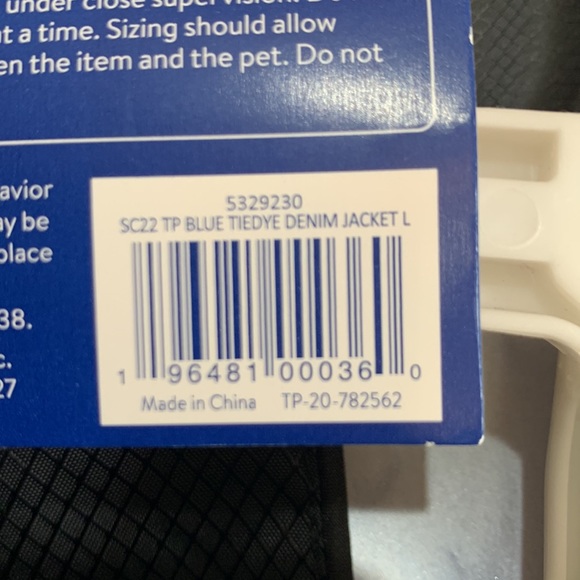 under close supervision.
at a time. Sizing should allow
en the item and the pet. Do not
avior
ay be
place
38.
c.
27
5329230
SC22 TP BLUE TIEDYE DENIM JACKET L
1 96481 00036 0
Made in China TP-20-782562